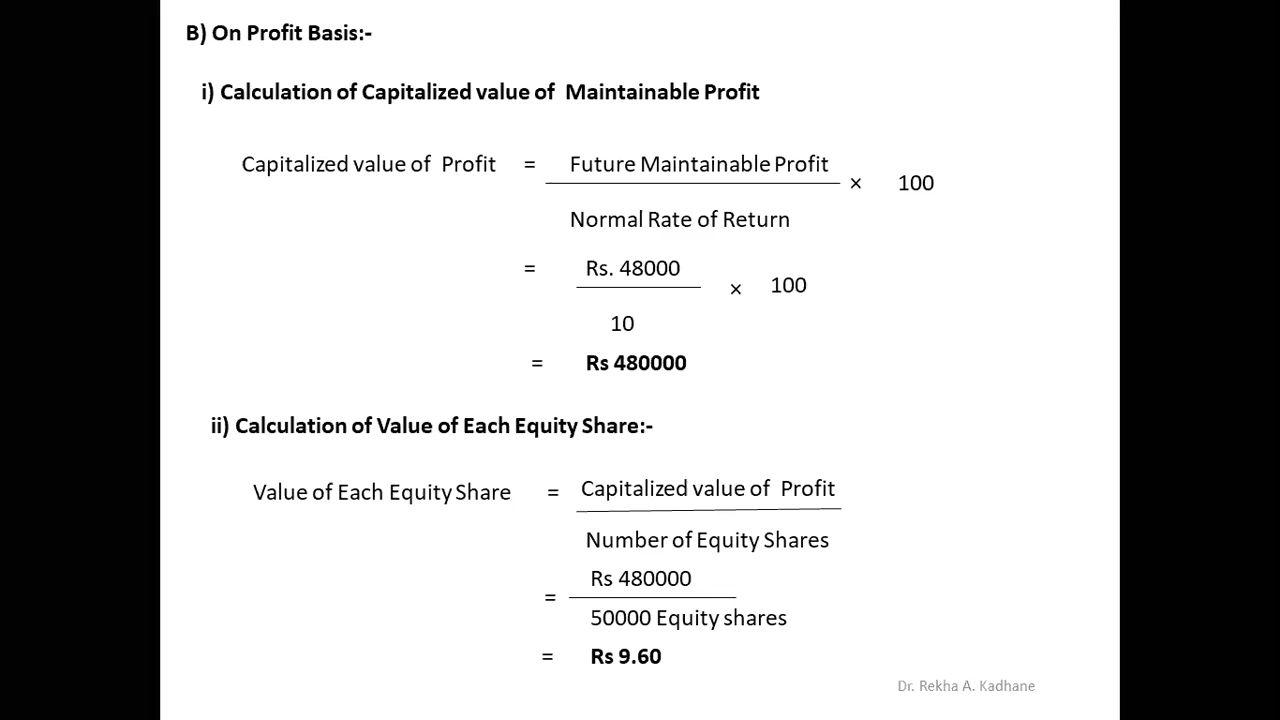 B) On Profit Basis:-
i) Calculation of Capitalized value of Maintainable Profit
Capitalized value of Profit = Future Maintainable Profit × 100
Normal Rate of Return
= Rs. 48000 × 100
10
= Rs 480000
ii) Calculation of Value of Each Equity Share:-
Value of Each Equity Share = Capitalized value of Profit
Number of Equity Shares
= Rs 480000
50000 Equity shares
= Rs 9.60
Dr. Rekha A. Kadhane